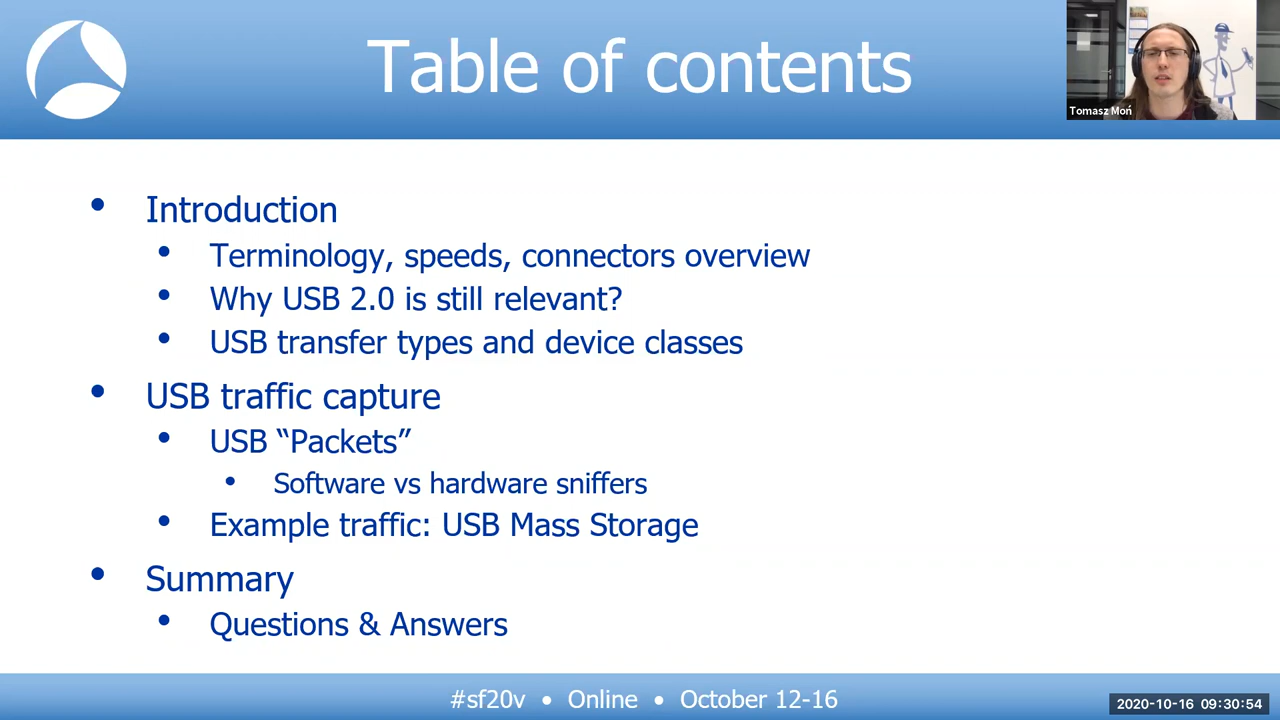 Table of contents
Tomasz Moń
• Introduction
• Terminology, speeds, connectors overview
• Why USB 2.0 is still relevant?
• USB transfer types and device classes
• USB traffic capture
• USB “Packets”
• Software vs hardware sniffers
• Example traffic: USB Mass Storage
• Summary
• Questions & Answers
#sf20v • Online • October 12-16
2020-10-16 09:30:54